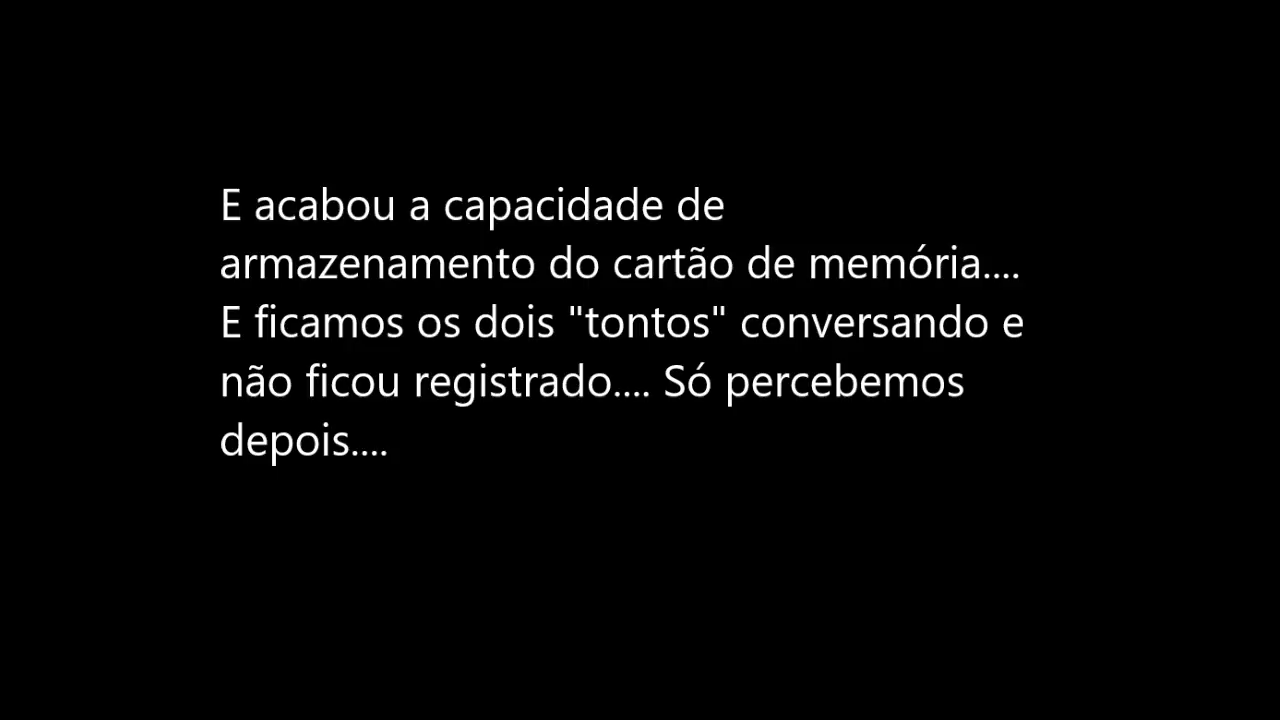 E acabou a capacidade de
armazenamento do cartão de memória....
E ficamos os dois "tontos" conversando e
não ficou registrado.... Só percebemos
depois....